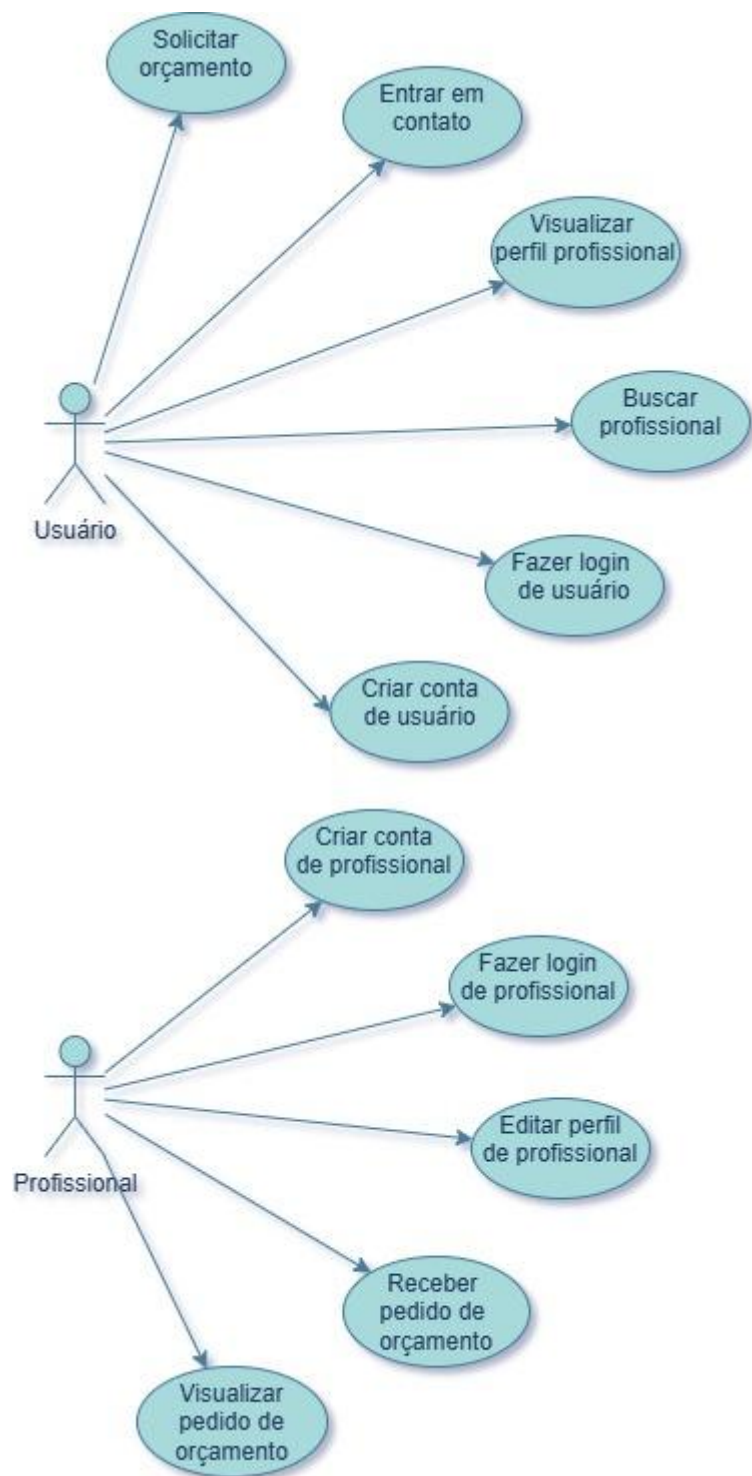 Solicitar
orçamento
Entrar em
contato
Visualizar
perfil profissional
Buscar
profissional
Usuário
Fazer login
de usuário
Criar conta
de usuário
Criar conta
de profissional
Fazer login
de profissional
Editar perfil
de profissional
Profissional
Receber
pedido de
orçamento
Visualizar
pedido de
orçamento